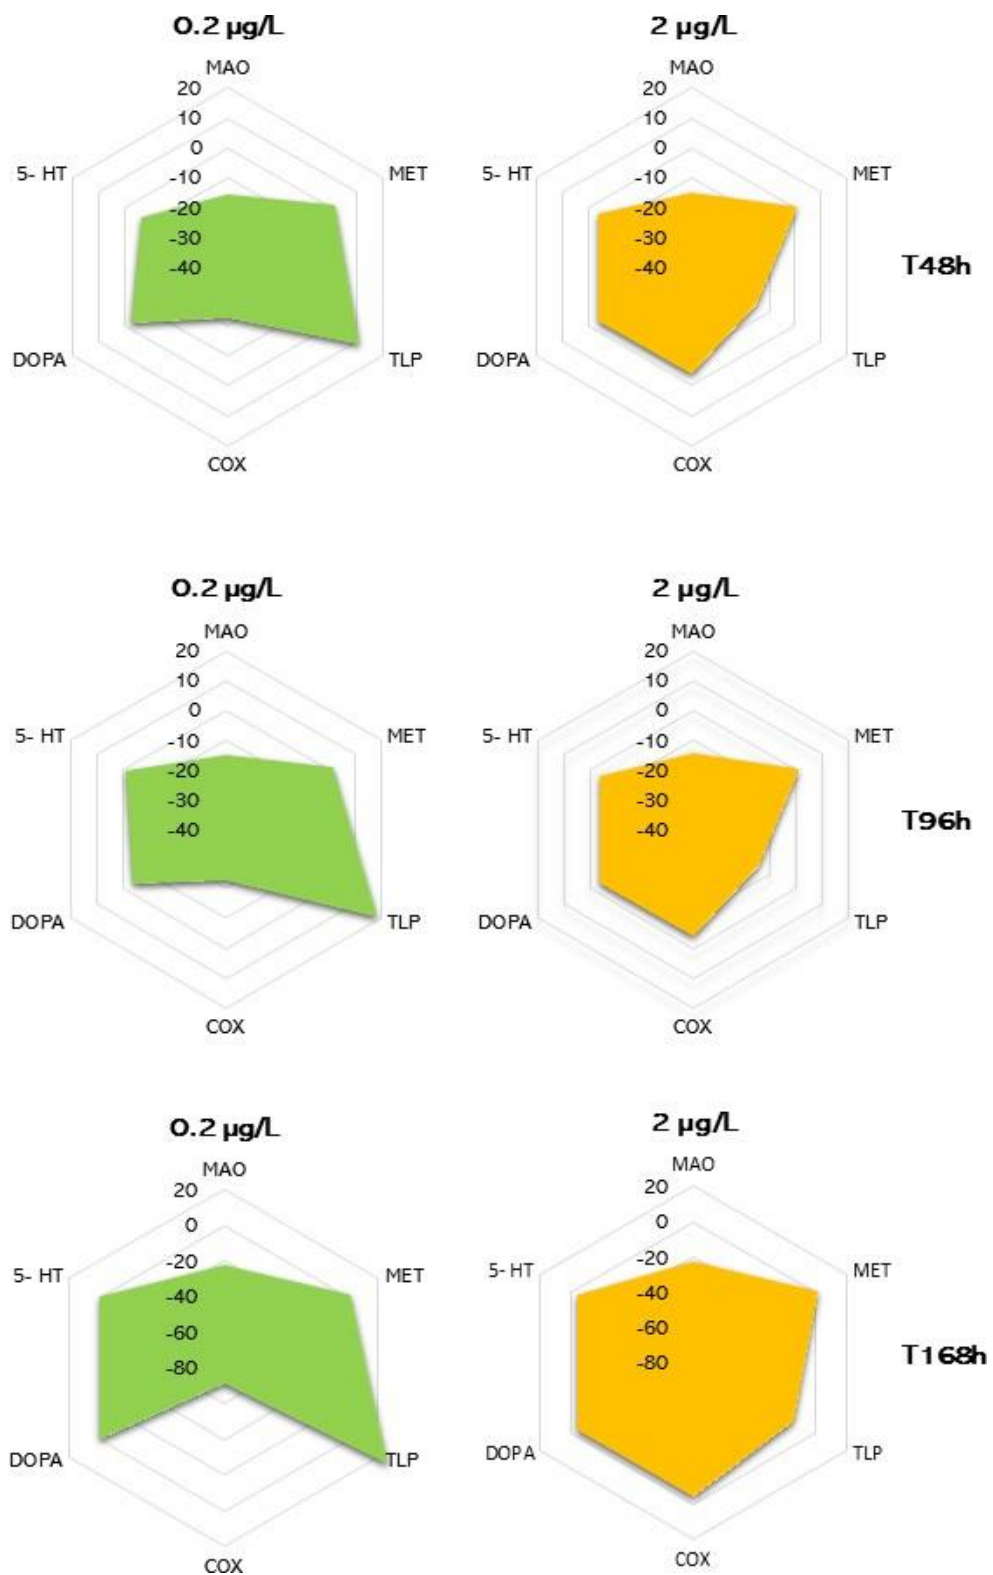 0.2 µg/L
MAO
20
10
0
-10
-20
-30
-40
5- HT
MET
DOPA
TLP
COX
2 µg/L
MAO
20
10
0
-10
-20
-30
-40
5- HT
MET
DOPA
TLP
COX
T48h
0.2 µg/L
MAO
20
10
0
-10
-20
-30
-40
5- HT
MET
DOPA
TLP
COX
2 µg/L
MAO
20
10
0
-10
-20
-30
-40
5- HT
MET
DOPA
TLP
COX
T96h
0.2 µg/L
MAO
20
0
-20
-40
-60
-80
5- HT
MET
DOPA
TLP
COX
2 µg/L
MAO
20
0
-20
-40
-60
-80
5- HT
MET
DOPA
TLP
COX
T168h